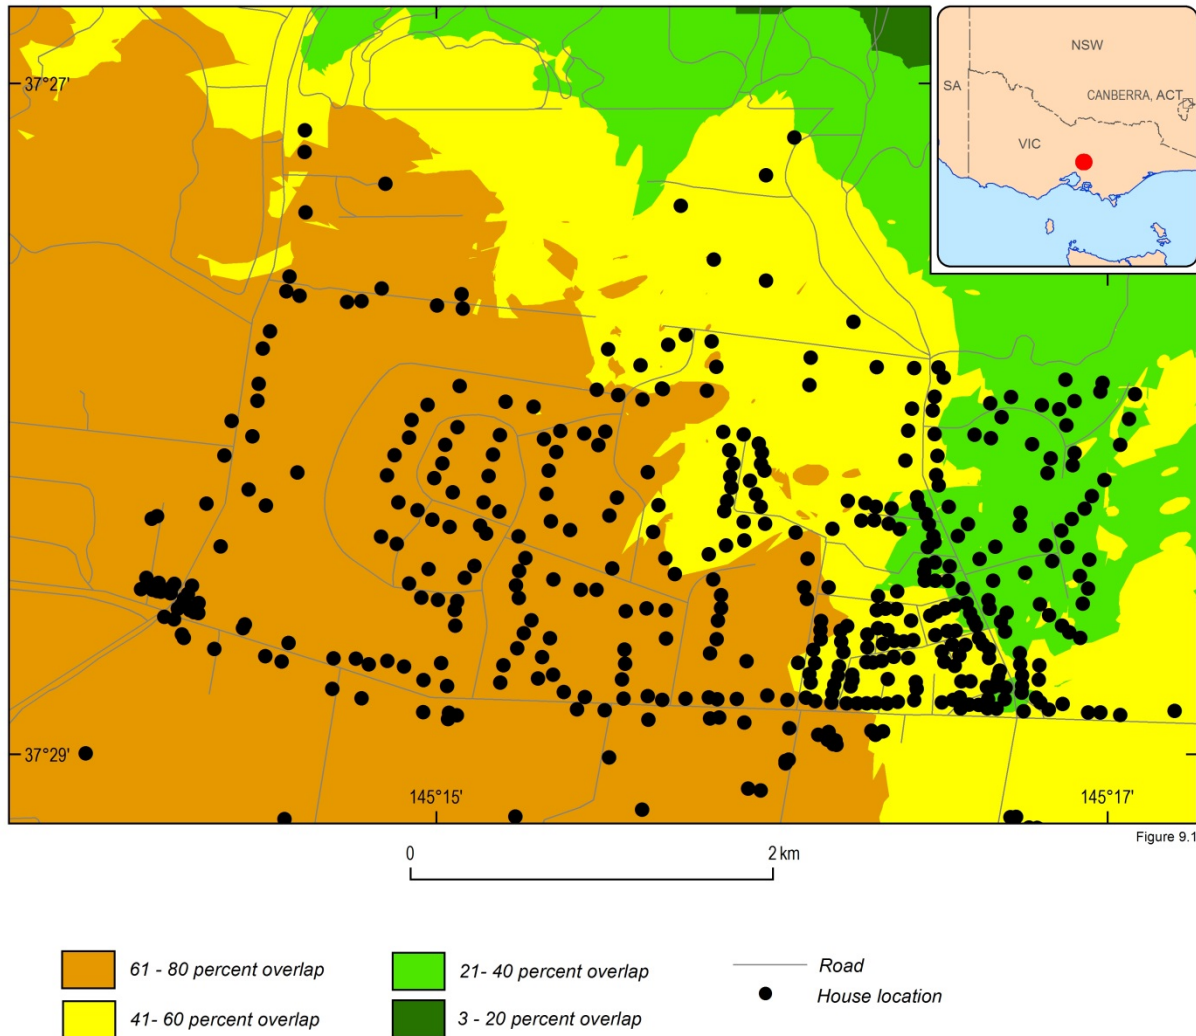 37°27'
NSW
SA
CANBERRA, ACT
VIC
37°29'
145°15'
145°17'
Figure 9.1
0
2 km
61 - 80 percent overlap
21- 40 percent overlap
Road
41- 60 percent overlap
3 - 20 percent overlap
House location